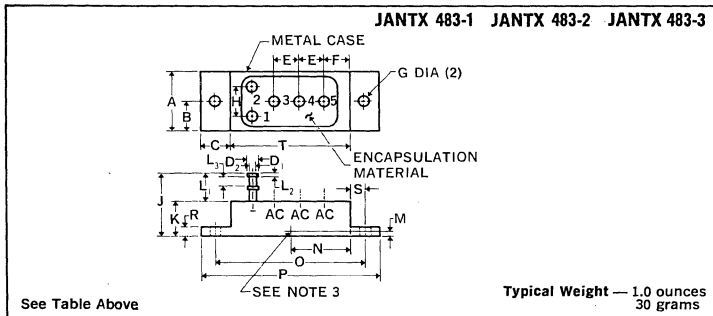 JANTX 483-1 JANTX 483-2 JANTX 483-3
METAL CASE
E E F
G DIA (2)
A
B
H
2 3 4 5
1
C
T
ENCAPSULATION
MATERIAL
L3 D2 D
L2
L
J
K
R
S
AC AC AC
M
N
O
P
SEE NOTE 3
See Table Above
Typical Weight — 1.0 ounces
30 grams